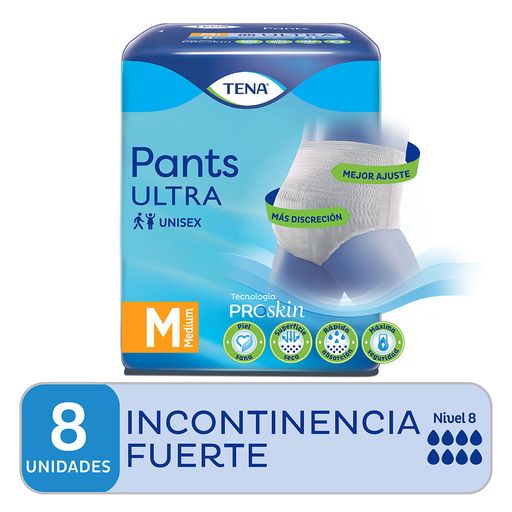 TENA
Pants
ULTRA
UNISEX
MEJOR AJUSTE
MÁS DISCRECIÓN
Tecnología
PROskin
M
Medium
Piel
sana
Superficie
seca
Rápida
absorción
Máxima
seguridad
8
UNIDADES
INCONTINENCIA
FUERTE
Nivel 8